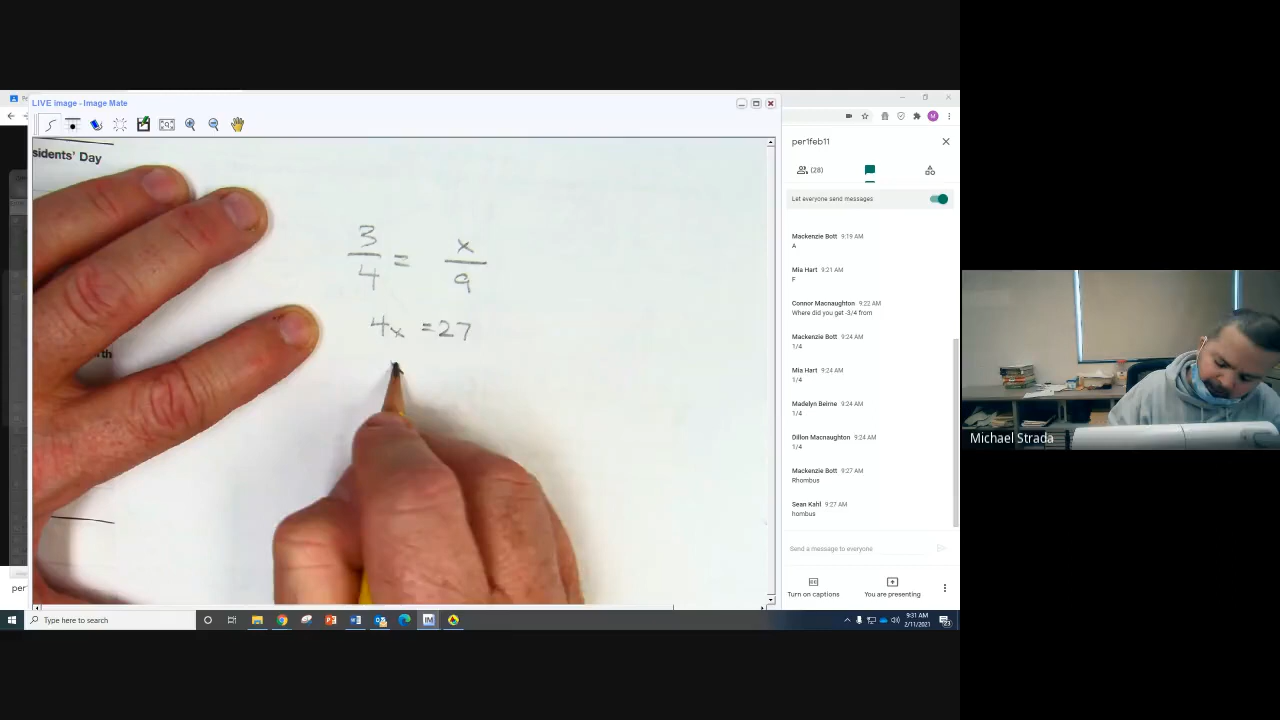 LIVE image - Image Mate
sidents' Day
3/4 = x/9
4x = 27
rth
per1feb11
(28)
Let everyone send messages
Mackenzie Bott 9:19 AM
A
Mia Hart 9:21 AM
F
Connor Macnaughton 9:22 AM
Where did you get -3/4 from
Mackenzie Bott 9:24 AM
1/4
Mia Hart 9:24 AM
1/4
Madelyn Beirne 9:24 AM
1/4
Dillon Macnaughton 9:24 AM
1/4
Mackenzie Bott 9:27 AM
Rhombus
Sean Kahl 9:27 AM
hombus
Send a message to everyone
Turn on captions
You are presenting
per
Michael Strada
Type here to search
9:31 AM
2/11/2021